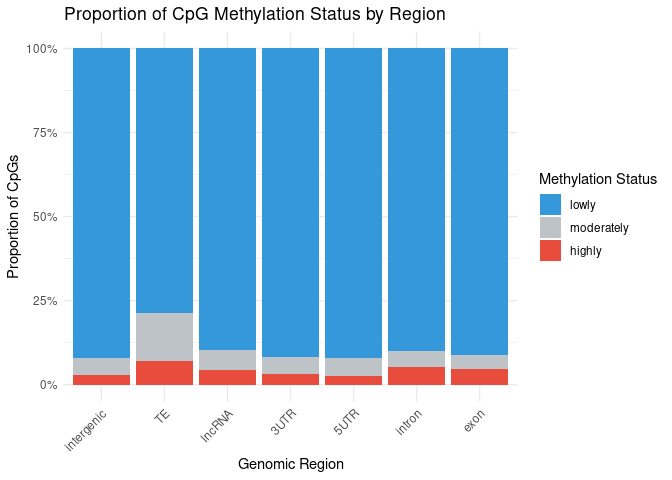 Proportion of CpG Methylation Status by Region
100%
75%
50%
25%
0%
Proportion of CpGs
intergenic
TE
lncRNA
3UTR
5UTR
intron
exon
Genomic Region
Methylation Status
lowly
moderately
highly